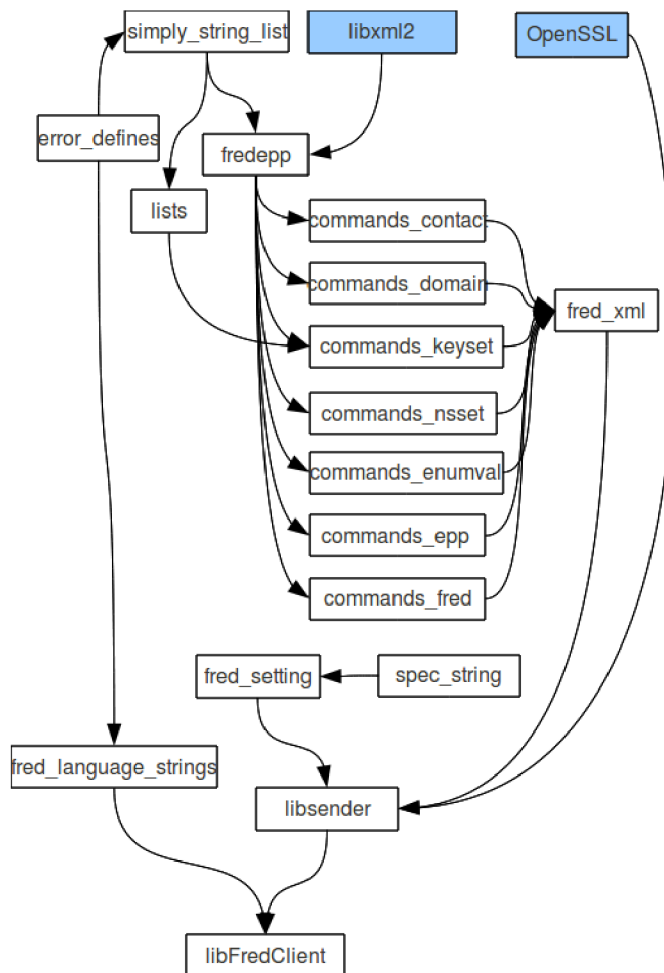 simply_string_list
libxml2
OpenSSL
error_defines
fredepp
lists
commands_contact
commands_domain
fred_xml
commands_keyset
commands_nsset
commands_enumval
commands_epp
commands_fred
fred_setting
spec_string
fred_language_strings
libsender
libFredClient